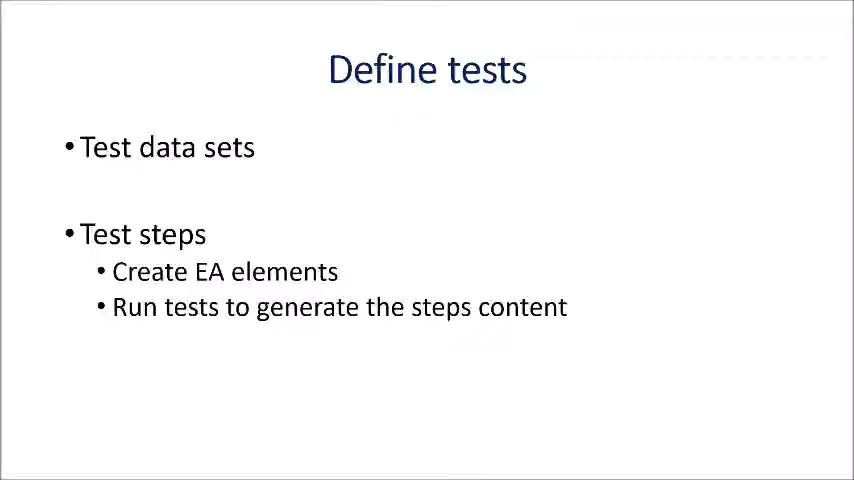 Define tests
•Test data sets
•Test steps
•Create EA elements
•Run tests to generate the steps content